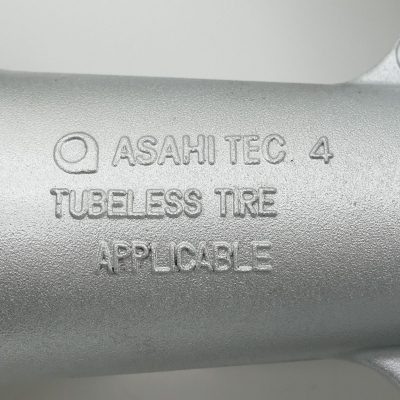 ASAHI TEC. 4
TUBELESS TIRE
APPLICABLE